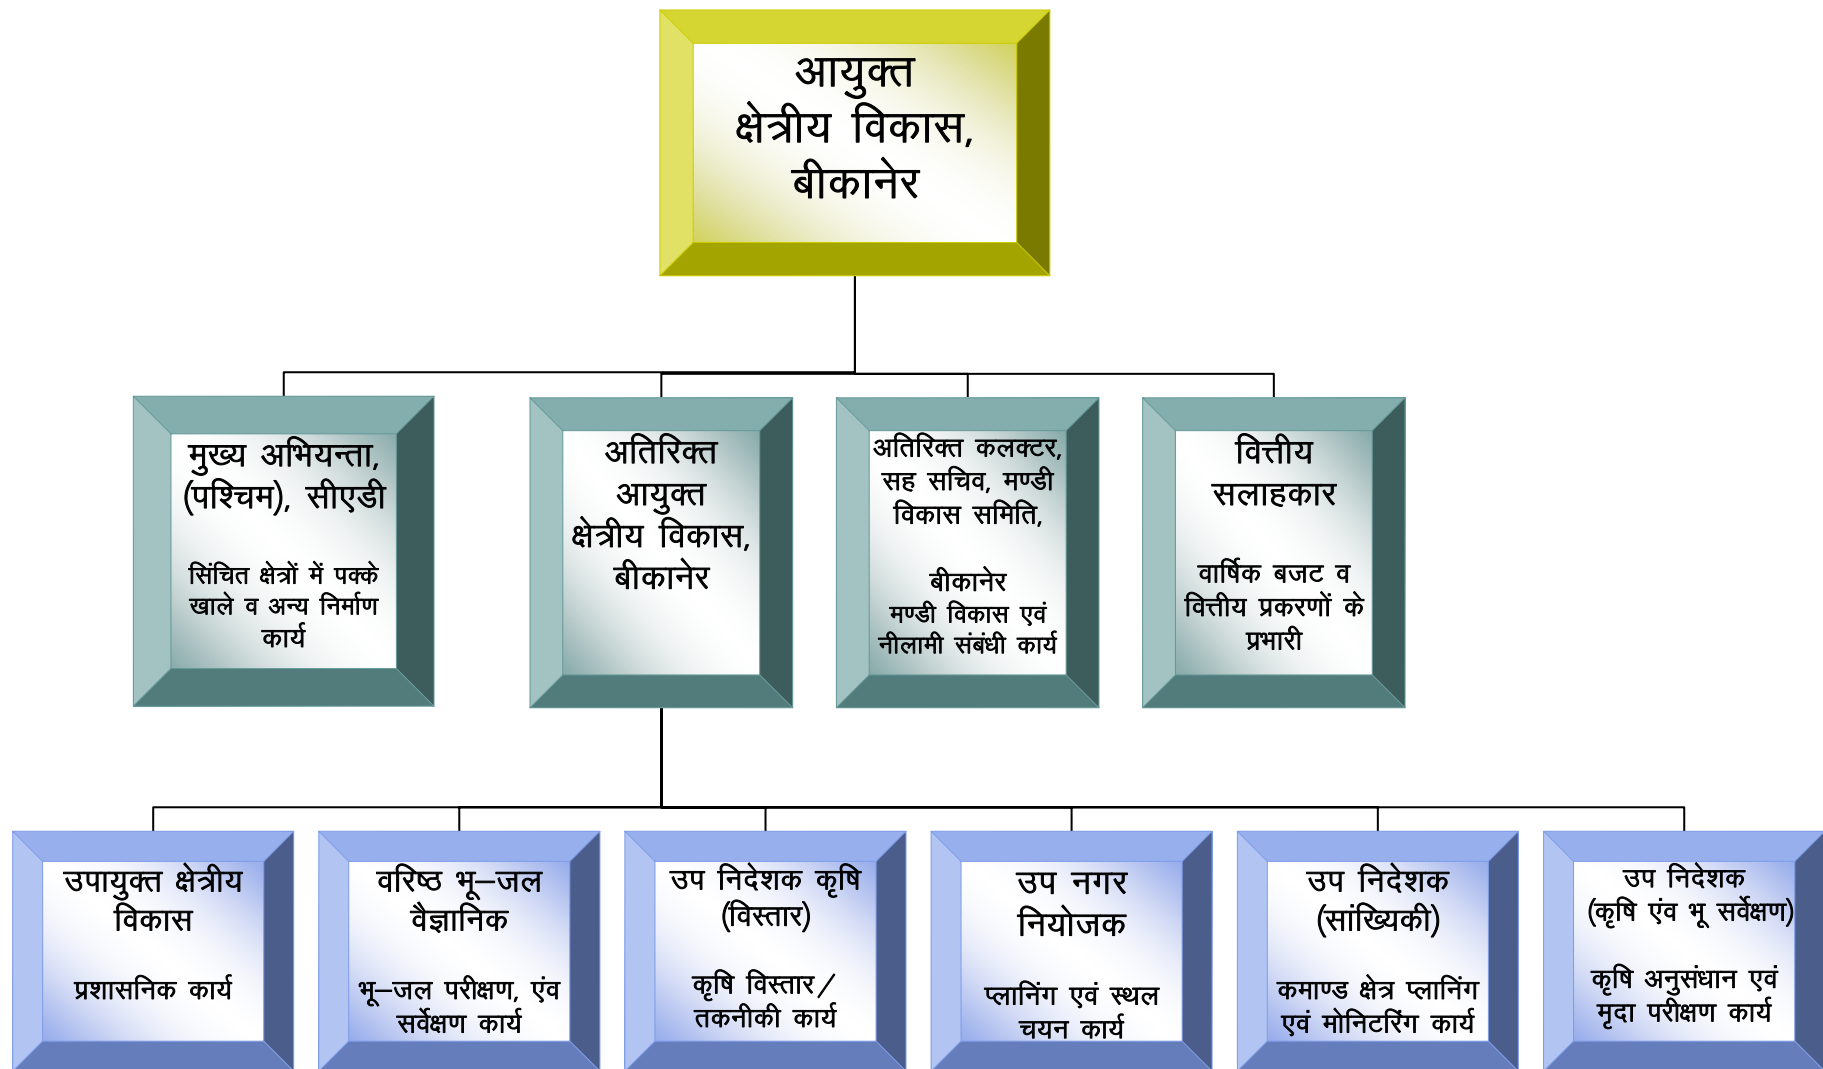 आयुक्त
क्षेत्रीय विकास,
बीकानेर
मुख्य अभियन्ता,
(पश्चिम), सीएडी
सिंचित क्षेत्रों में पक्के
खाले व अन्य निर्माण
कार्य
अतिरिक्त
आयुक्त
क्षेत्रीय विकास,
बीकानेर
अतिरिक्त कलक्टर,
सह सचिव, मण्डी
विकास समिति,
बीकानेर
मण्डी विकास एवं
नीलामी संबंधी कार्य
वित्तीय
सलाहकार
वार्षिक बजट व
वित्तीय प्रकरणों के
प्रभारी
उपायुक्त क्षेत्रीय
विकास
प्रशासनिक कार्य
वरिष्ठ भू–जल
वैज्ञानिक
भू–जल परीक्षण, एंव
सर्वेक्षण कार्य
उप निदेशक कृषि
(विस्तार)
कृषि विस्तार/
तकनीकी कार्य
उप नगर
नियोजक
प्लानिंग एवं स्थल
चयन कार्य
उप निदेशक
(सांख्यिकी)
कमाण्ड क्षेत्र प्लानिंग
एवं मोनिटरिंग कार्य
उप निदेशक
(कृषि एंव भू सर्वेक्षण)
कृषि अनुसंधान एवं
मृदा परीक्षण कार्य